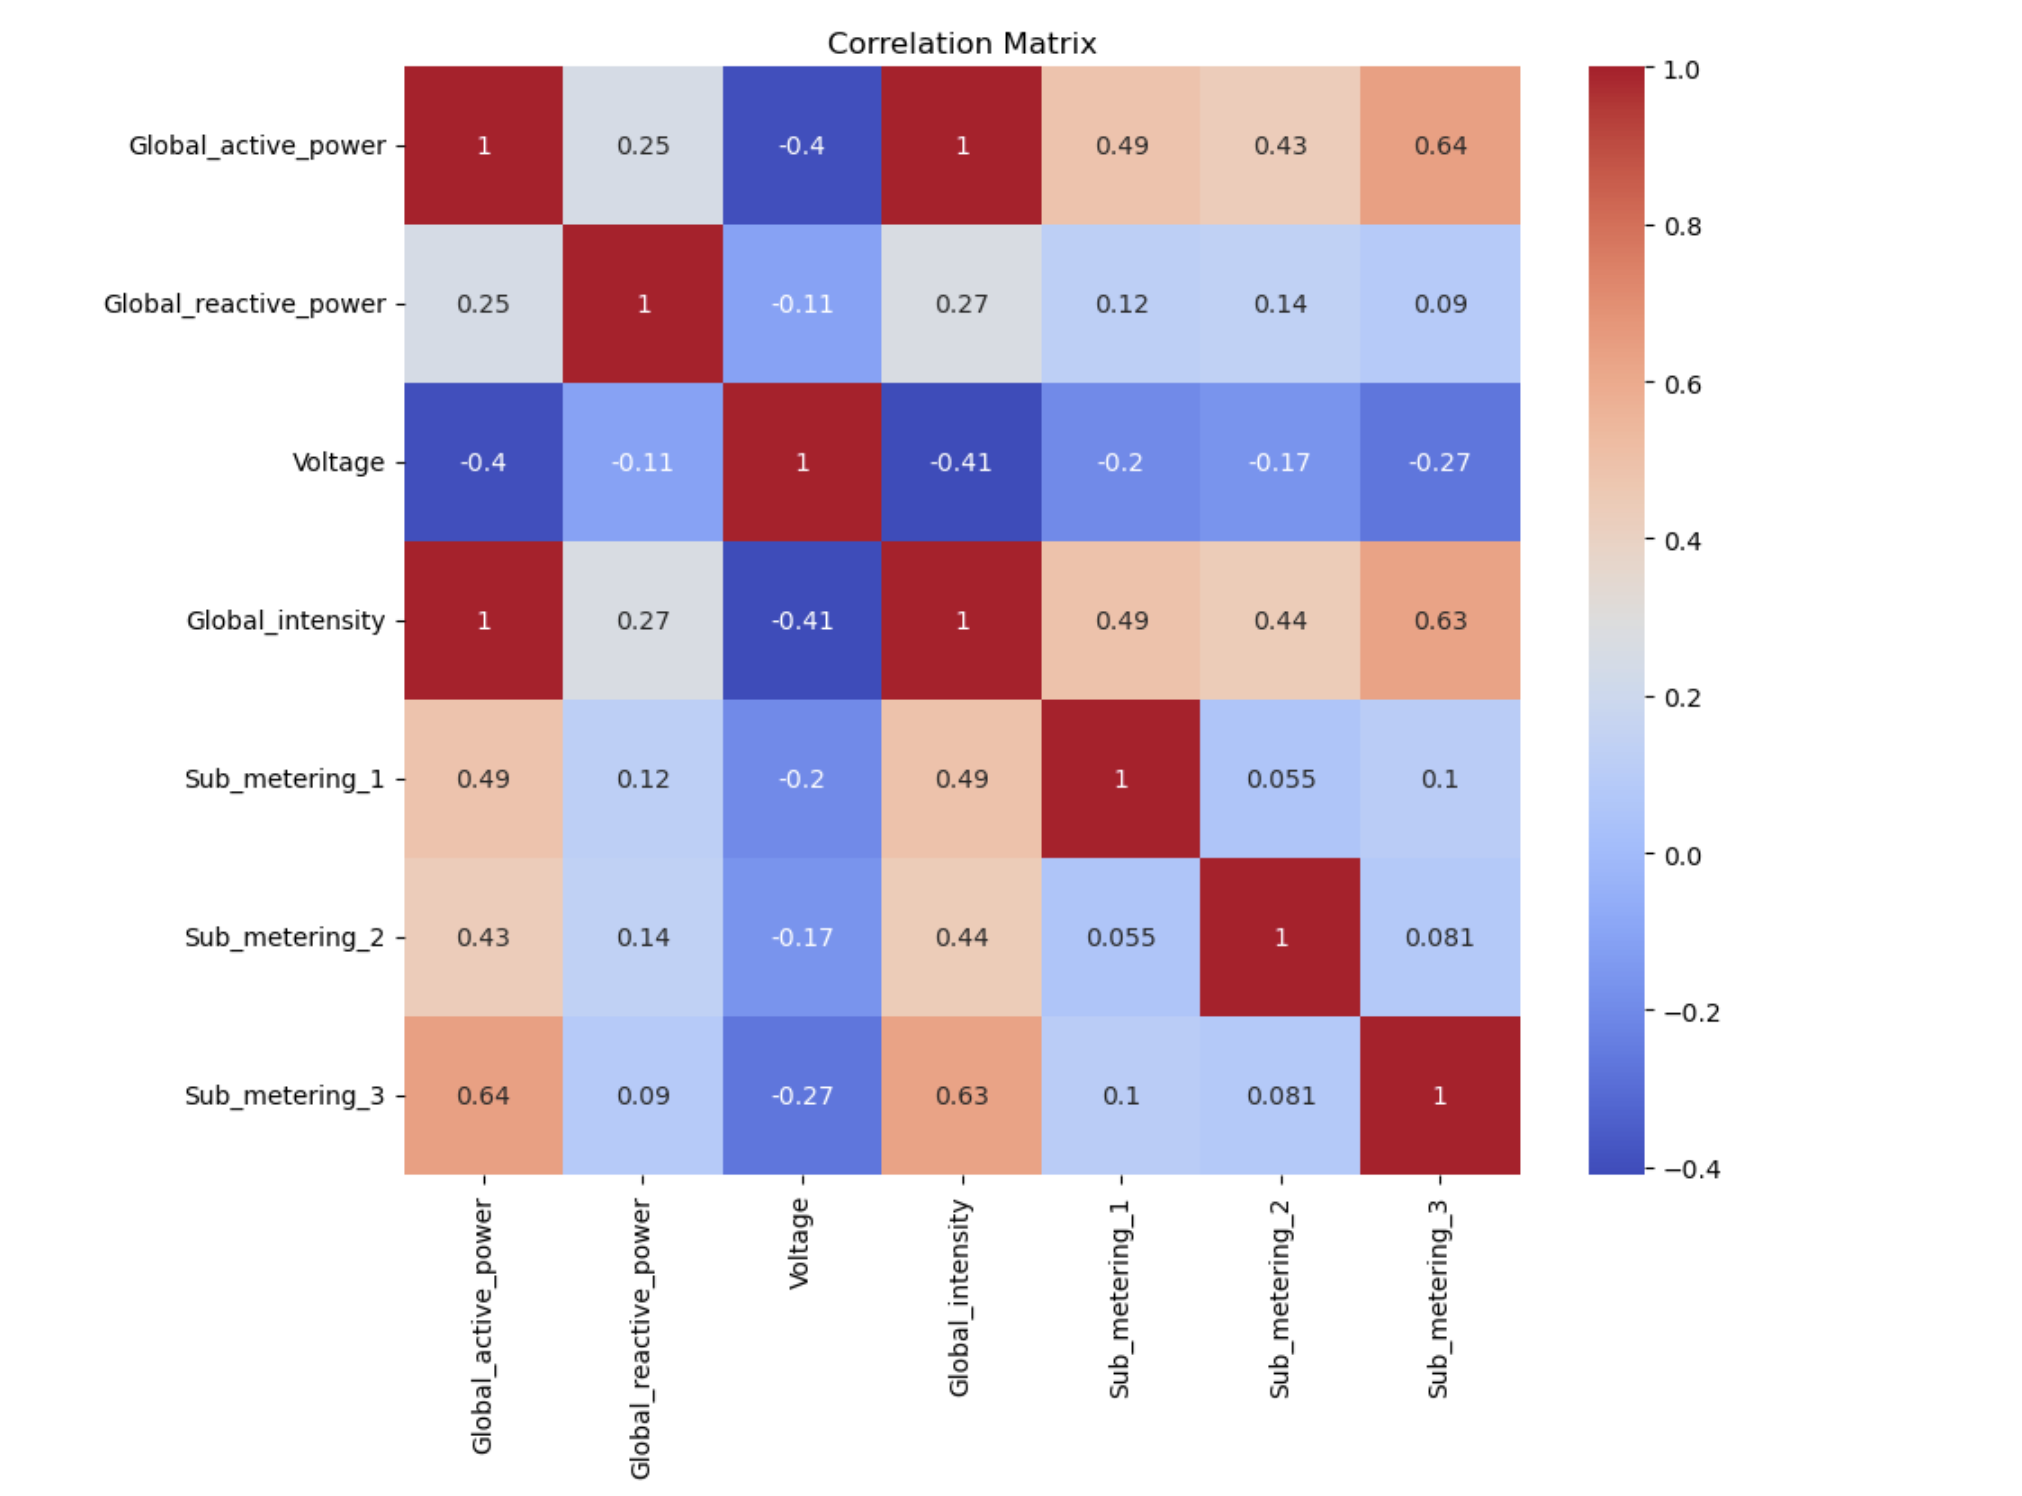 Correlation Matrix
Global_active_power 1 0.25 -0.4 1 0.49 0.43 0.64
Global_reactive_power 0.25 1 -0.11 0.27 0.12 0.14 0.09
Voltage -0.4 -0.11 1 -0.41 -0.2 -0.17 -0.27
Global_intensity 1 0.27 -0.41 1 0.49 0.44 0.63
Sub_metering_1 0.49 0.12 -0.2 0.49 1 0.055 0.1
Sub_metering_2 0.43 0.14 -0.17 0.44 0.055 1 0.081
Sub_metering_3 0.64 0.09 -0.27 0.63 0.1 0.081 1
Global_active_power
Global_reactive_power
Voltage
Global_intensity
Sub_metering_1
Sub_metering_2
Sub_metering_3
1.0
0.8
0.6
0.4
0.2
0.0
−0.2
−0.4